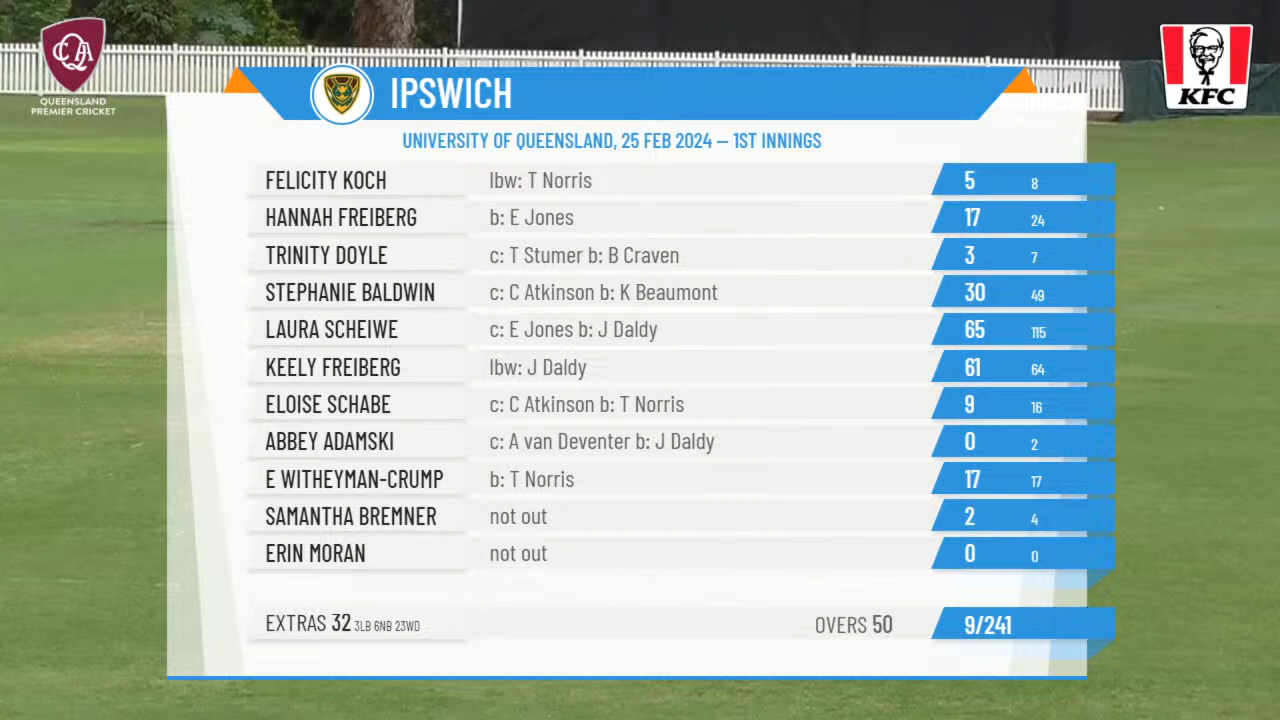 QUEENSLAND
PREMIER CRICKET
KFC
IPSWICH
UNIVERSITY OF QUEENSLAND, 25 FEB 2024 – 1ST INNINGS
FELICITY KOCH lbw: T Norris 5 8
HANNAH FREIBERG b: E Jones 17 24
TRINITY DOYLE c: T Stumer b: B Craven 3 7
STEPHANIE BALDWIN c: C Atkinson b: K Beaumont 30 49
LAURA SCHEIWE c: E Jones b: J Daldy 65 115
KEELY FREIBERG lbw: J Daldy 61 64
ELOISE SCHABE c: C Atkinson b: T Norris 9 16
ABBEY ADAMSKI c: A van Deventer b: J Daldy 0 2
E WITHEYMAN-CRUMP b: T Norris 17 17
SAMANTHA BREMNER not out 2 4
ERIN MORAN not out 0 0
EXTRAS 32 3LB 6NB 23WD OVERS 50 9/241